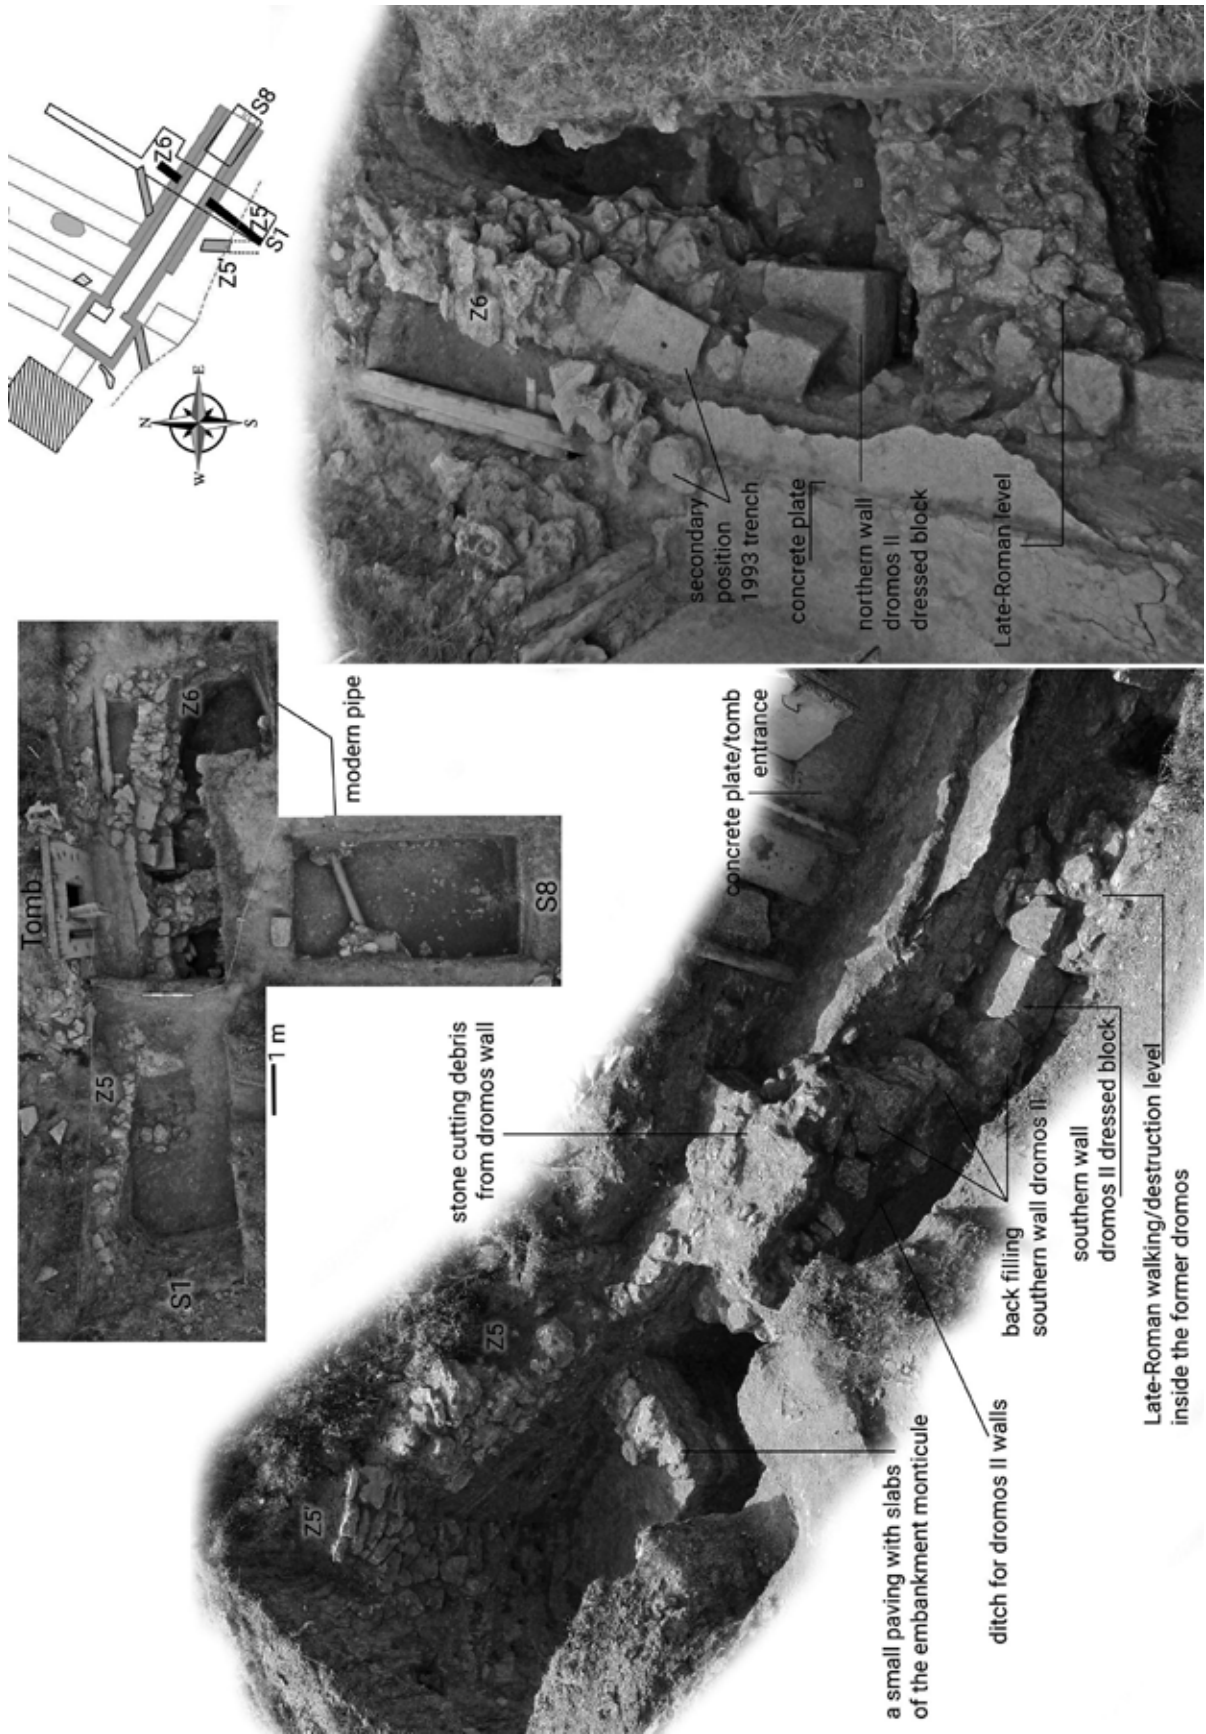 Tomb
Z5
Z6
S1
1 m
modern pipe
S8
Z6
S8
Z5
S1
Z5'
N
E
S
W
Z5'
Z5
stone cutting debris
from dromos wall
concrete plate/tomb
entrance
a small paving with slabs
of the embankment monticule
ditch for dromos II walls
back filling
southern wall dromos II
southern wall
dromos II dressed block
Late-Roman walking/destruction level
inside the former dromos
Z6
secondary
position
1993 trench
concrete plate
northern wall
dromos II
dressed block
Late-Roman level